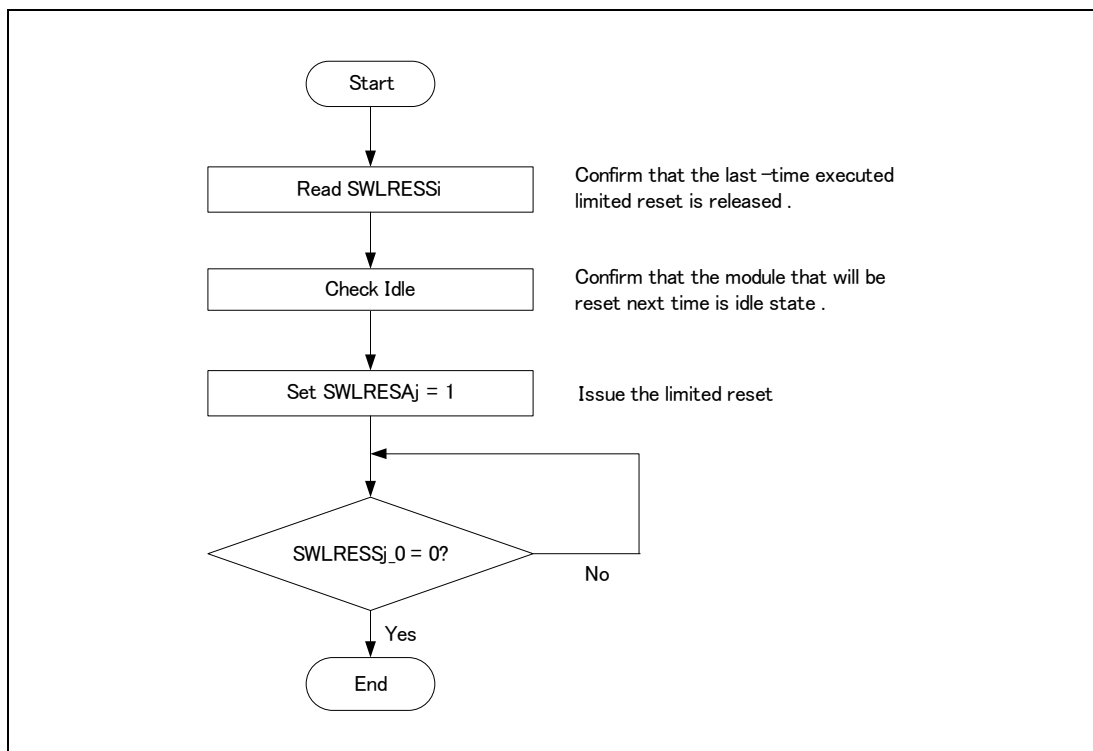 Start
Read SWLRESSi
Confirm that the last-time executed
limited reset is released .
Check Idle
Confirm that the module that will be
reset next time is idle state .
Set SWLRESAj = 1
Issue the limited reset
SWLRESSj_0 = 0?
No
Yes
End